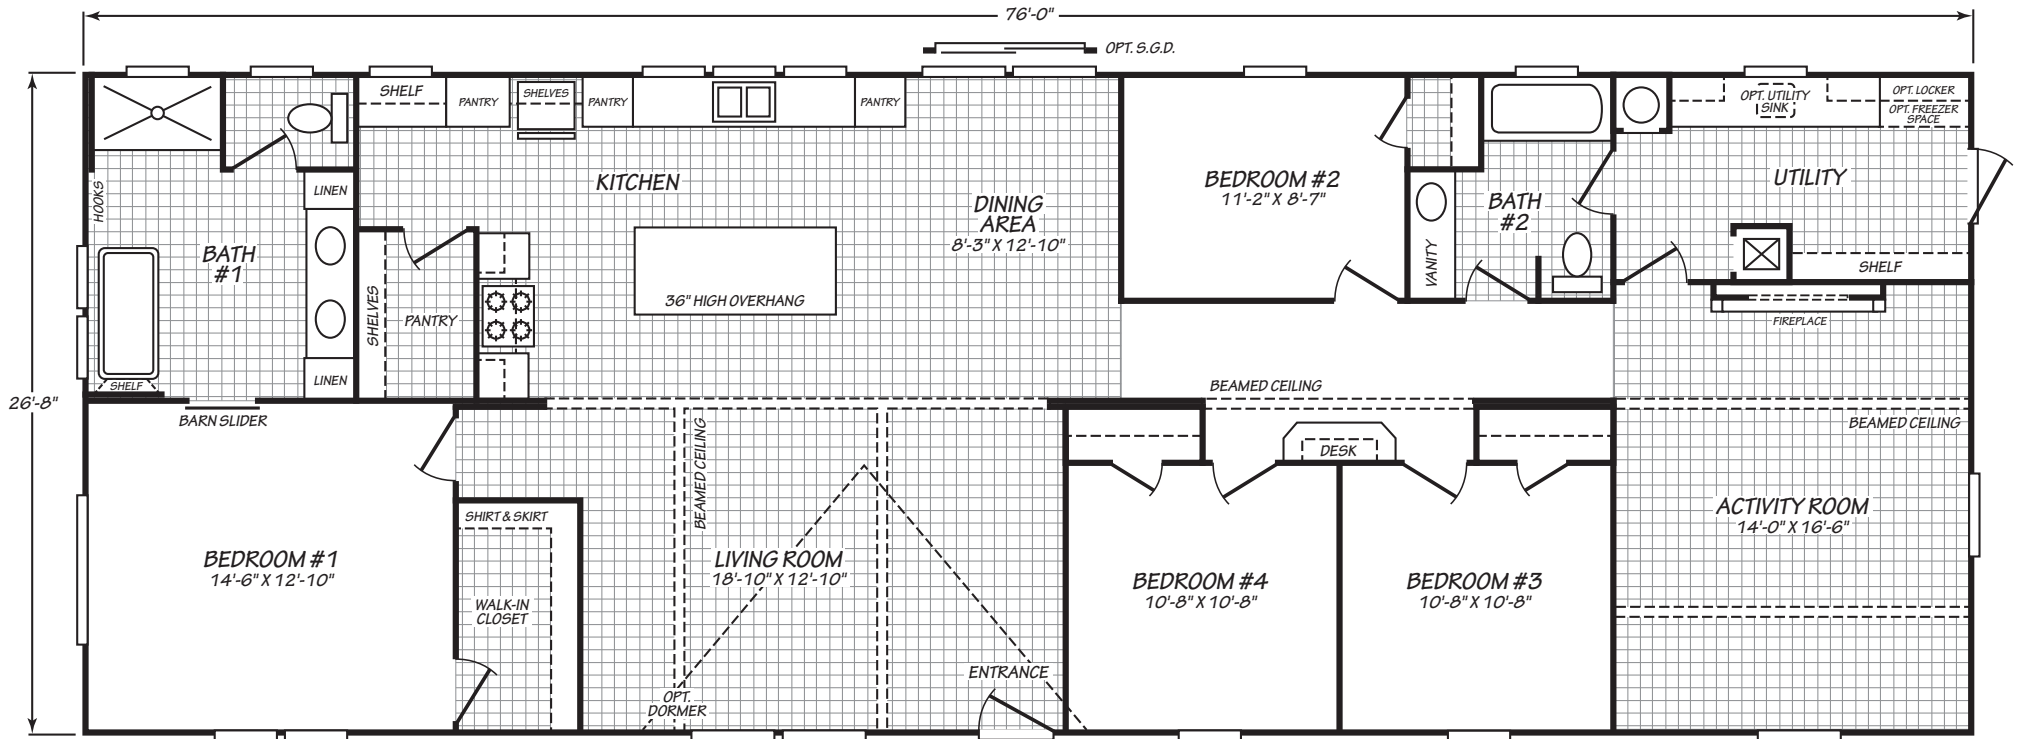 76'-0"
OPT. S.G.D.
SHELF
PANTRY
SHELVES
PANTRY
PANTRY
OPT. UTILITY
SINK
OPT. LOCKER
OPT. FREEZER
SPACE
HOOKS
LINEN
KITCHEN
DINING
AREA
8'-3" X 12'-10"
BEDROOM #2
11'-2" X 8'-7"
BATH
#2
VANITY
UTILITY
SHELF
BATH
#1
SHELVES
PANTRY
36" HIGH OVERHANG
FIREPLACE
LINEN
SHELF
26'-8"
BARN SLIDER
BEAMED CEILING
BEAMED CEILING
BEAMED CEILING
DESK
SHIRT & SKIRT
BEDROOM #1
14'-6" X 12'-10"
WALK-IN
CLOSET
LIVING ROOM
18'-10" X 12'-10"
BEDROOM #4
10'-8" X 10'-8"
BEDROOM #3
10'-8" X 10'-8"
ACTIVITY ROOM
14'-0" X 16'-6"
ENTRANCE
OPT.
DORMER